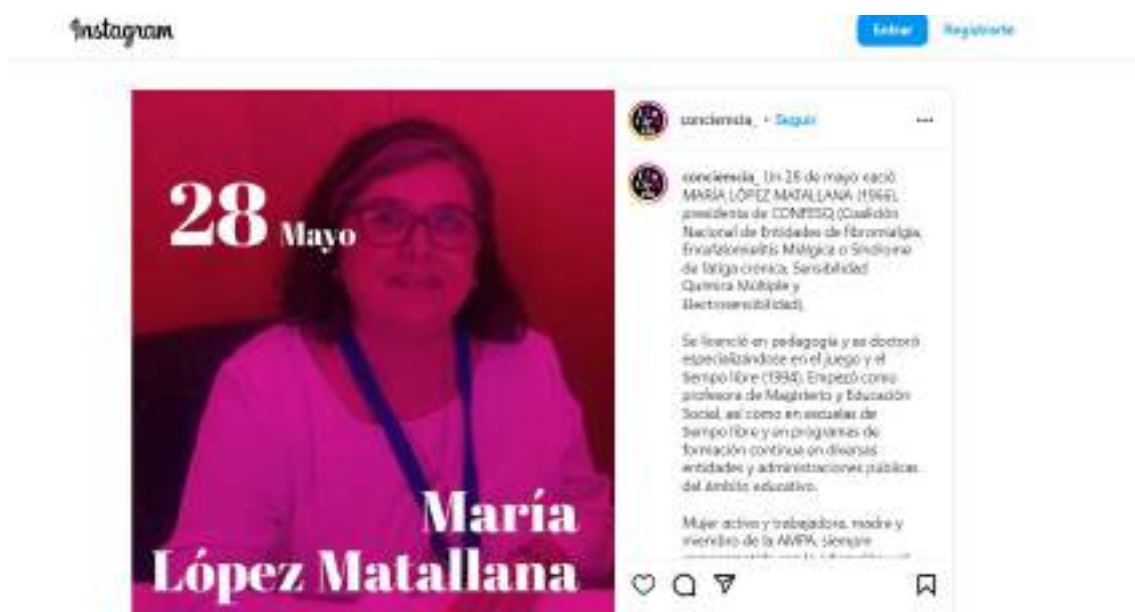 Instagram
Entrar
Registrarte
28 Mayo
María
López Matallana
conciencia_ • Seguir
conciencia_ Un 28 de mayo nació
MARÍA LÓPEZ MATALLANA (1966),
presidenta de CONFESQ (Coalición
Nacional de Entidades de Fibromialgia,
Encefalomielitis Miálgica o Síndrome
de fatiga crónica, Sensibilidad
Química Múltiple y
Electrosensibilidad).
Se licenció en pedagogía y se doctoró
especializándose en el juego y el
tiempo libre (1994). Empezó como
profesora de Magisterio y Educación
Social, así como en escuelas de
tiempo libre y en programas de
formación continua en diversas
entidades y administraciones públicas
del ámbito educativo.
Mujer activa y trabajadora, madre y
miembro de la AMPA, siempre